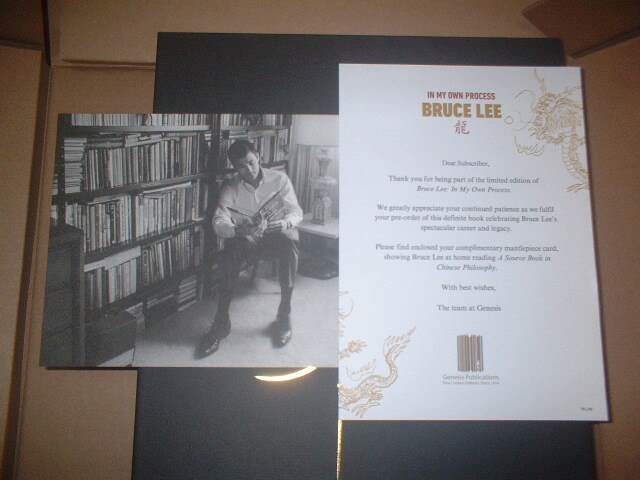 IN MY OWN PROCESS
BRUCE LEE
龍
Dear Subscriber,
Thank you for being part of the limited edition of
Bruce Lee: In My Own Process.
We greatly appreciate your continued patience as we fulfil
your pre-order of this definite book celebrating Bruce Lee's
spectacular career and legacy.
Please find enclosed your complimentary mantlepiece card,
showing Bruce Lee at home reading A Source Book in
Chinese Philosophy.
With best wishes,
The team at Genesis
Genesis Publications